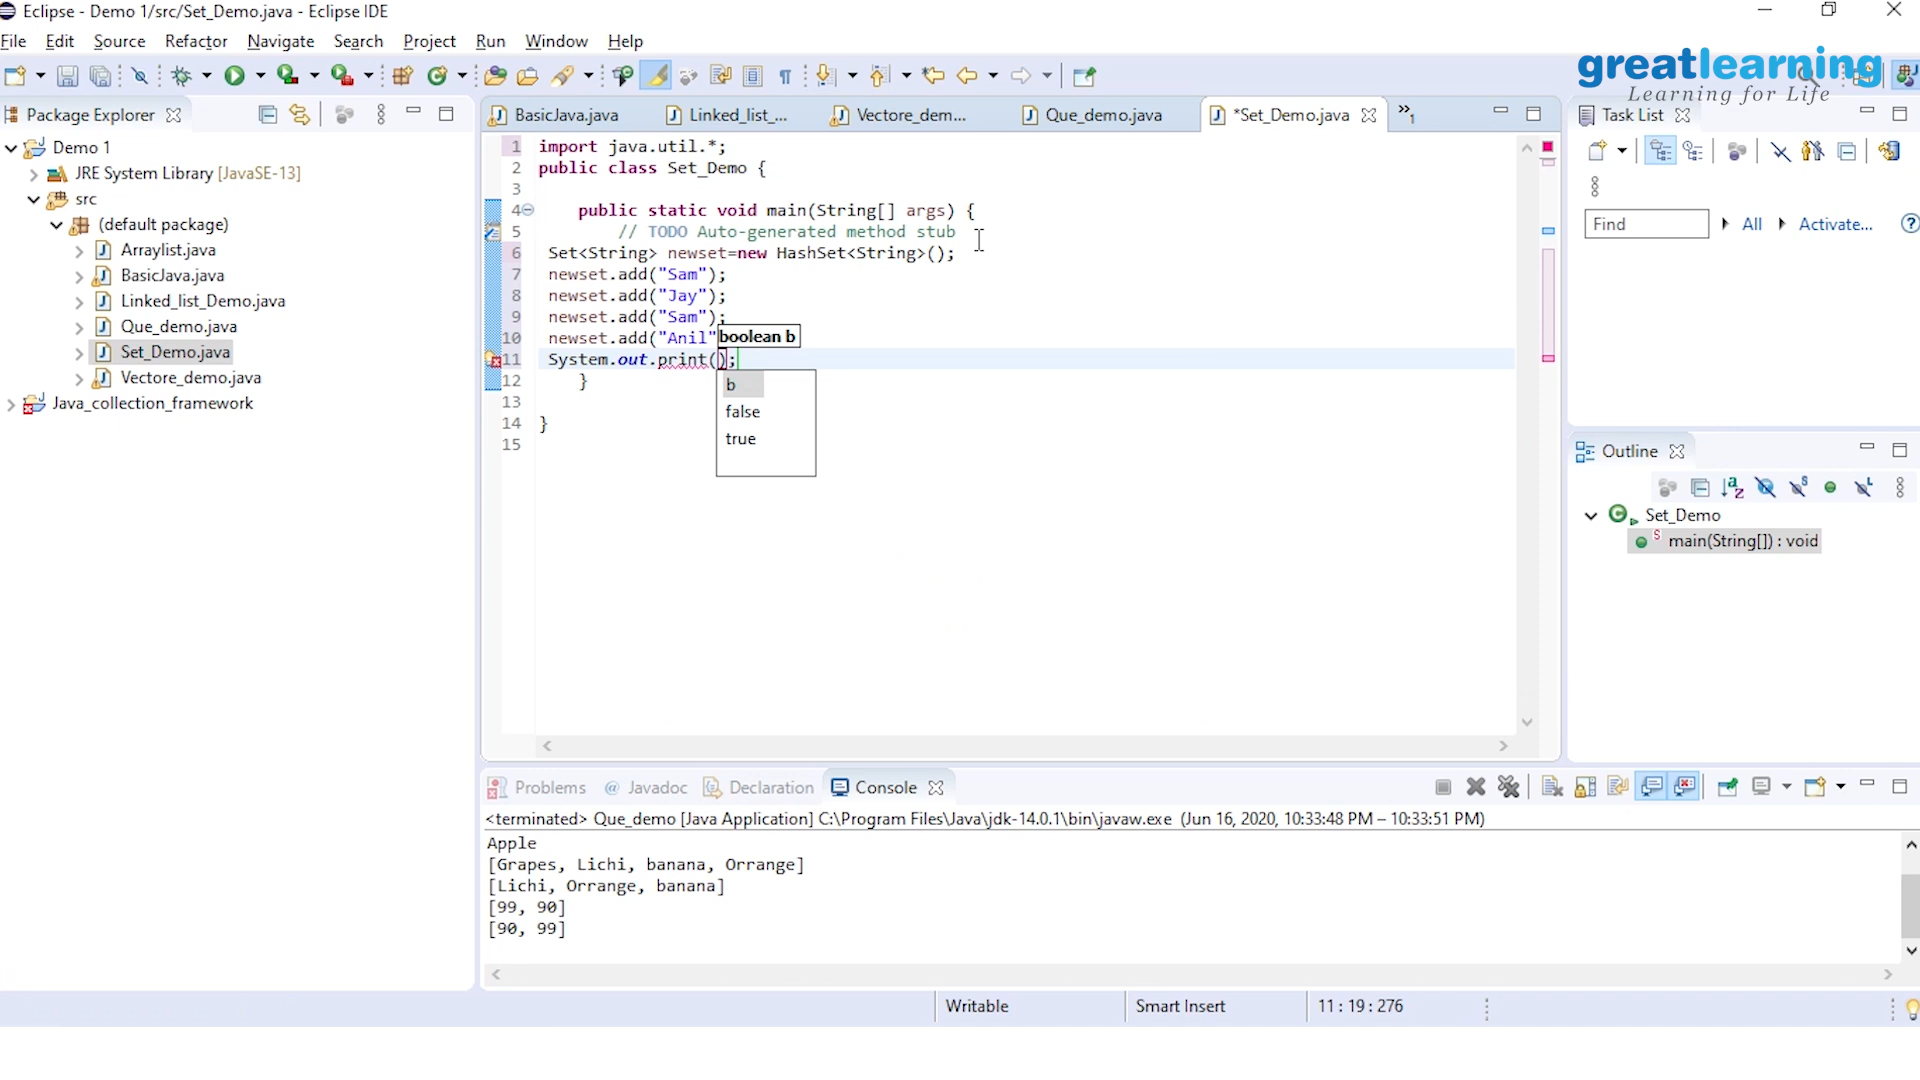 Eclipse - Demo 1/src/Set_Demo.java - Eclipse IDE
File Edit Source Refactor Navigate Search Project Run Window Help
greatlearning
Learning for Life
Package Explorer
BasicJava.java Linked_list_... Vectore_dem... Que_demo.java *Set_Demo.java »1
Task List
Demo 1
JRE System Library [JavaSE-13]
src
(default package)
Arraylist.java
BasicJava.java
Linked_list_Demo.java
Que_demo.java
Set_Demo.java
Vectore_demo.java
Java_collection_framework
1 import java.util.*;
2 public class Set_Demo {
3
4 public static void main(String[] args) {
5 // TODO Auto-generated method stub
6 Set<String> newset=new HashSet<String>();
7 newset.add("Sam");
8 newset.add("Jay");
9 newset.add("Sam");
10 newset.add("Anil"
boolean b
11 System.out.print();
12 }
13
14 }
15
b
false
true
Find All Activate...
Outline
Set_Demo
main(String[]) : void
Problems Javadoc Declaration Console
<terminated> Que_demo [Java Application] C:\Program Files\Java\jdk-14.0.1\bin\javaw.exe (Jun 16, 2020, 10:33:48 PM – 10:33:51 PM)
Apple
[Grapes, Lichi, banana, Orrange]
[Lichi, Orrange, banana]
[99, 90]
[90, 99]
Writable Smart Insert 11 : 19 : 276